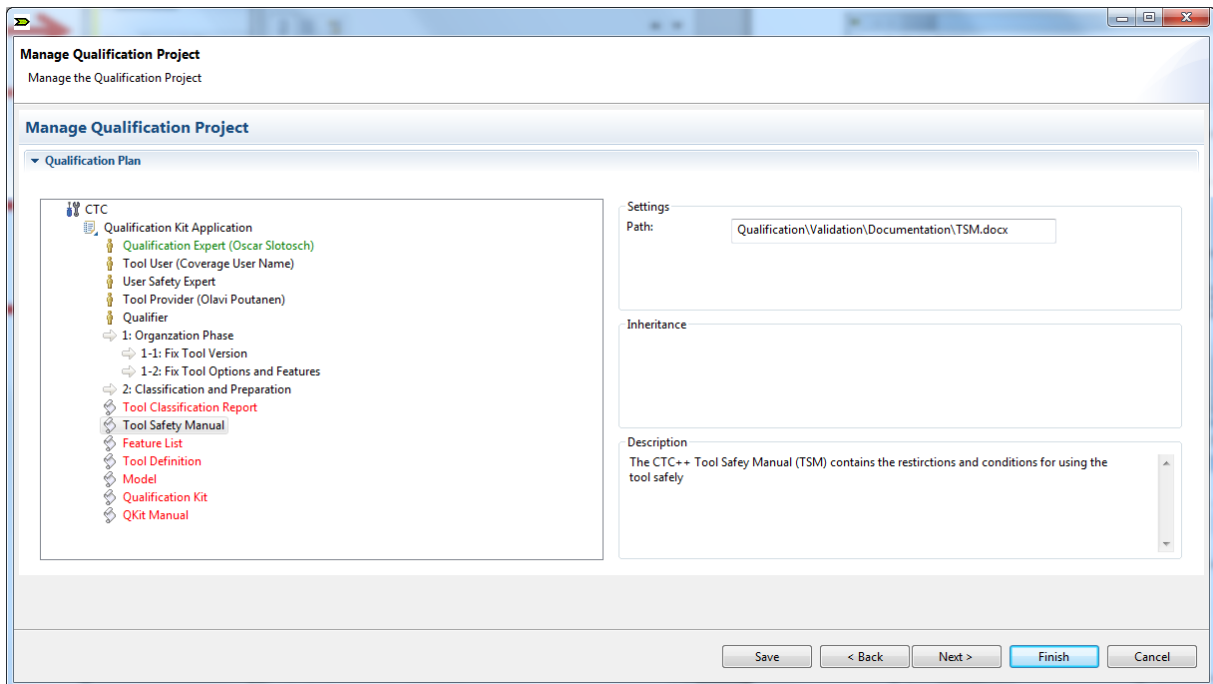 Manage Qualification Project
Manage the Qualification Project
Manage Qualification Project
Qualification Plan
CTC
Qualification Kit Application
Qualification Expert (Oscar Slotosch)
Tool User (Coverage User Name)
User Safety Expert
Tool Provider (Olavi Poutanen)
Qualifier
1: Organzation Phase
1-1: Fix Tool Version
1-2: Fix Tool Options and Features
2: Classification and Preparation
Tool Classification Report
Tool Safety Manual
Feature List
Tool Definition
Model
Qualification Kit
QKit Manual
Settings
Path:
Qualification\Validation\Documentation\TSM.docx
Inheritance
Description
The CTC++ Tool Safey Manual (TSM) contains the restirctions and conditions for using the
tool safely
Save
< Back
Next >
Finish
Cancel